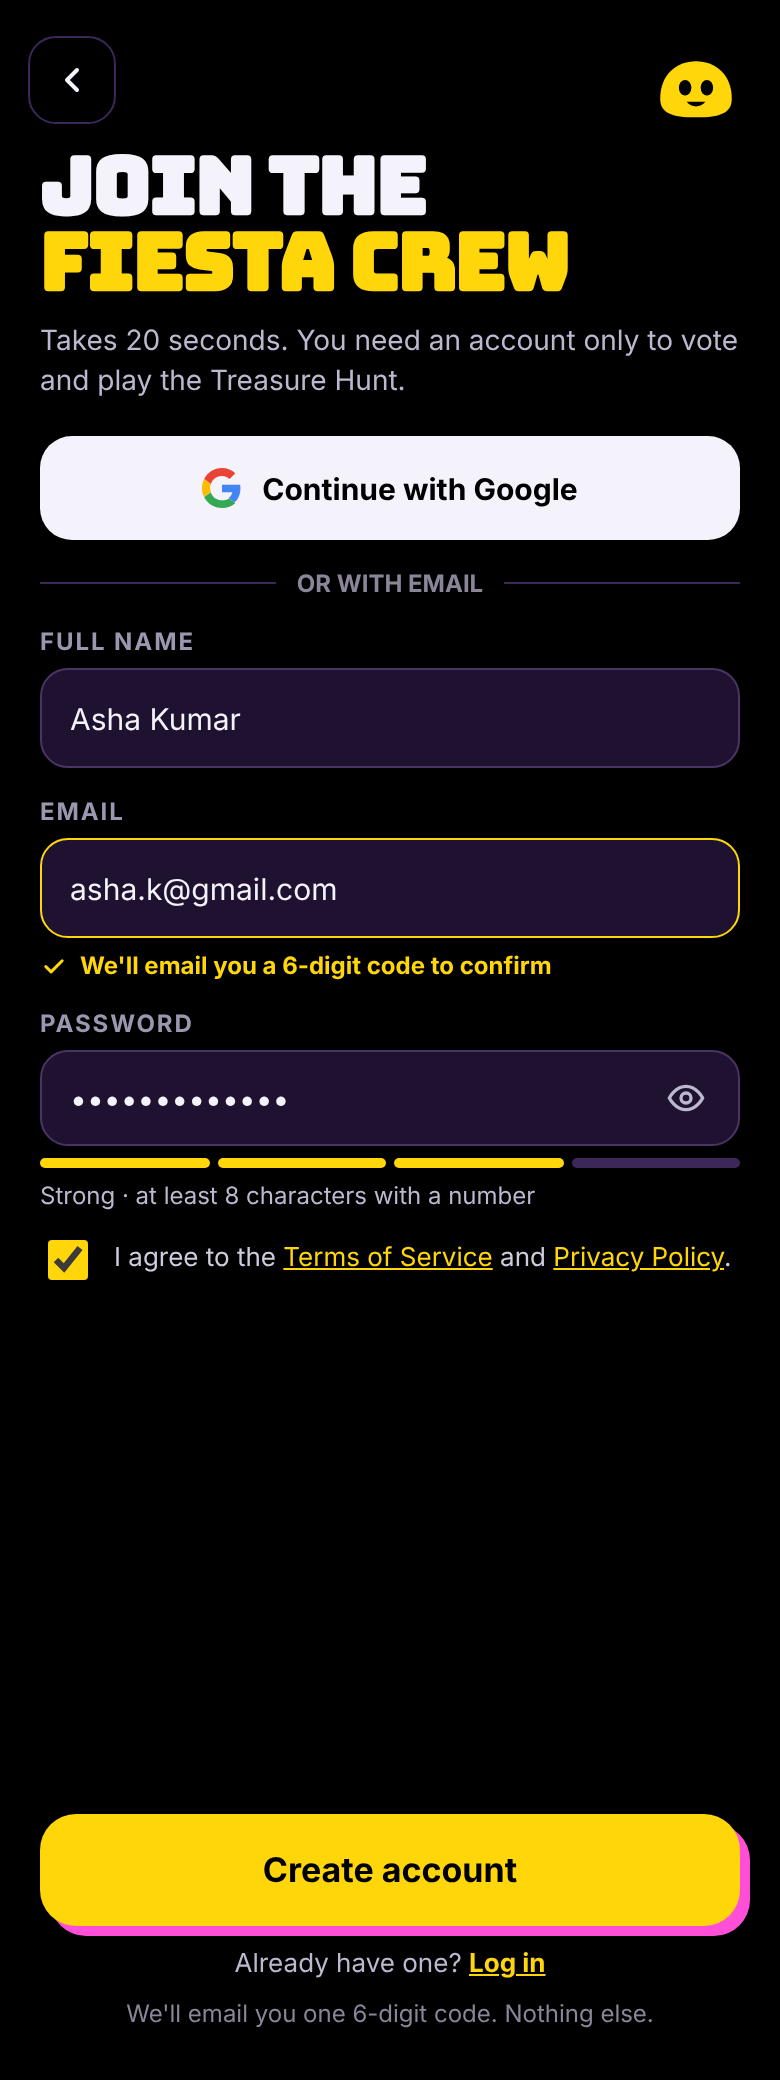 JOIN THE
FIESTA CREW
Takes 20 seconds. You need an account only to vote
and play the Treasure Hunt.
Continue with Google
OR WITH EMAIL
FULL NAME
Asha Kumar
EMAIL
asha.k@gmail.com
We'll email you a 6-digit code to confirm
PASSWORD
•••••••••••••
Strong · at least 8 characters with a number
I agree to the Terms of Service and Privacy Policy.
Create account
Already have one? Log in
We'll email you one 6-digit code. Nothing else.